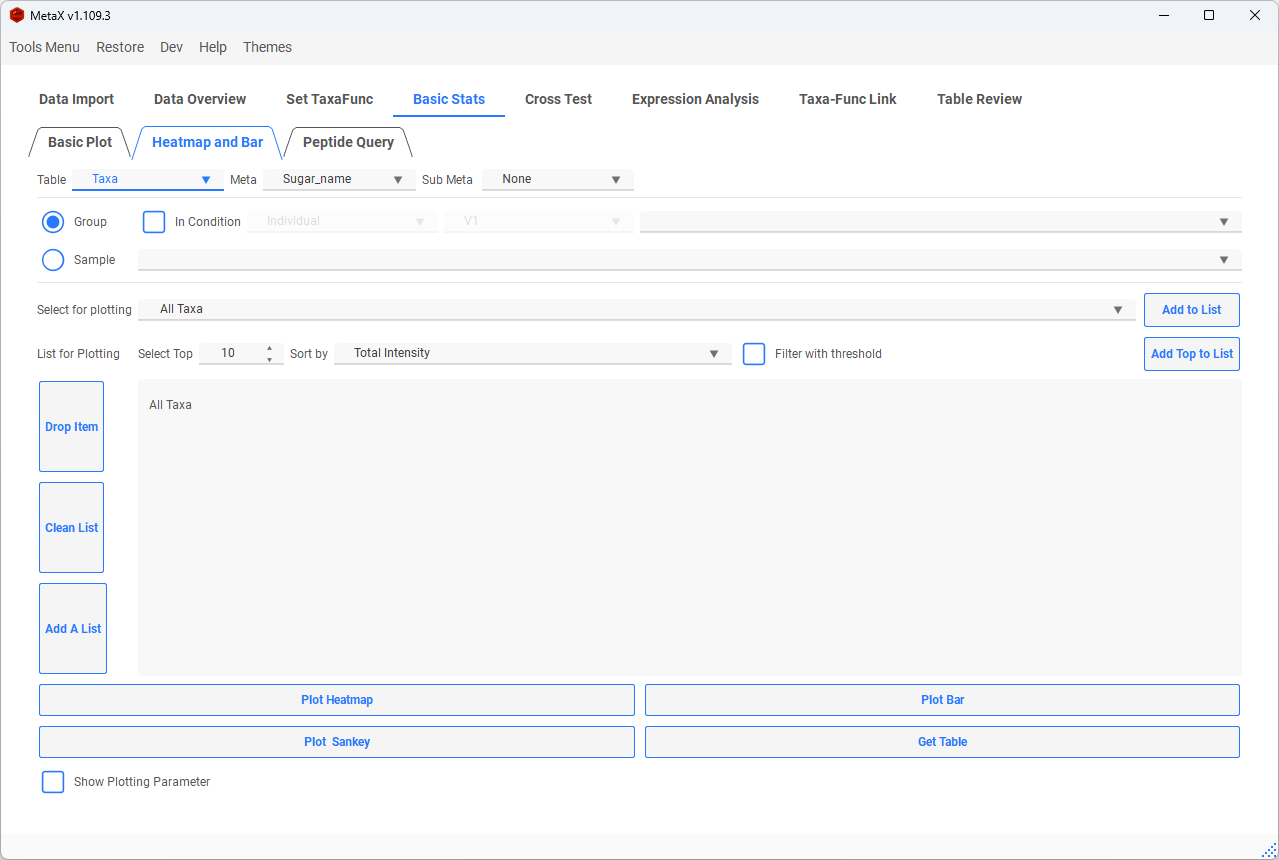 MetaX v1.109.3
Tools Menu Restore Dev Help Themes
Data Import Data Overview Set TaxaFunc Basic Stats Cross Test Expression Analysis Taxa-Func Link Table Review
Basic Plot Heatmap and Bar Peptide Query
Table Taxa Meta Sugar_name Sub Meta None
Group In Condition Individual V1
Sample
Select for plotting All Taxa Add to List
List for Plotting Select Top 10 Sort by Total Intensity Filter with threshold Add Top to List
All Taxa
Drop Item
Clean List
Add A List
Plot Heatmap Plot Bar
Plot Sankey Get Table
Show Plotting Parameter